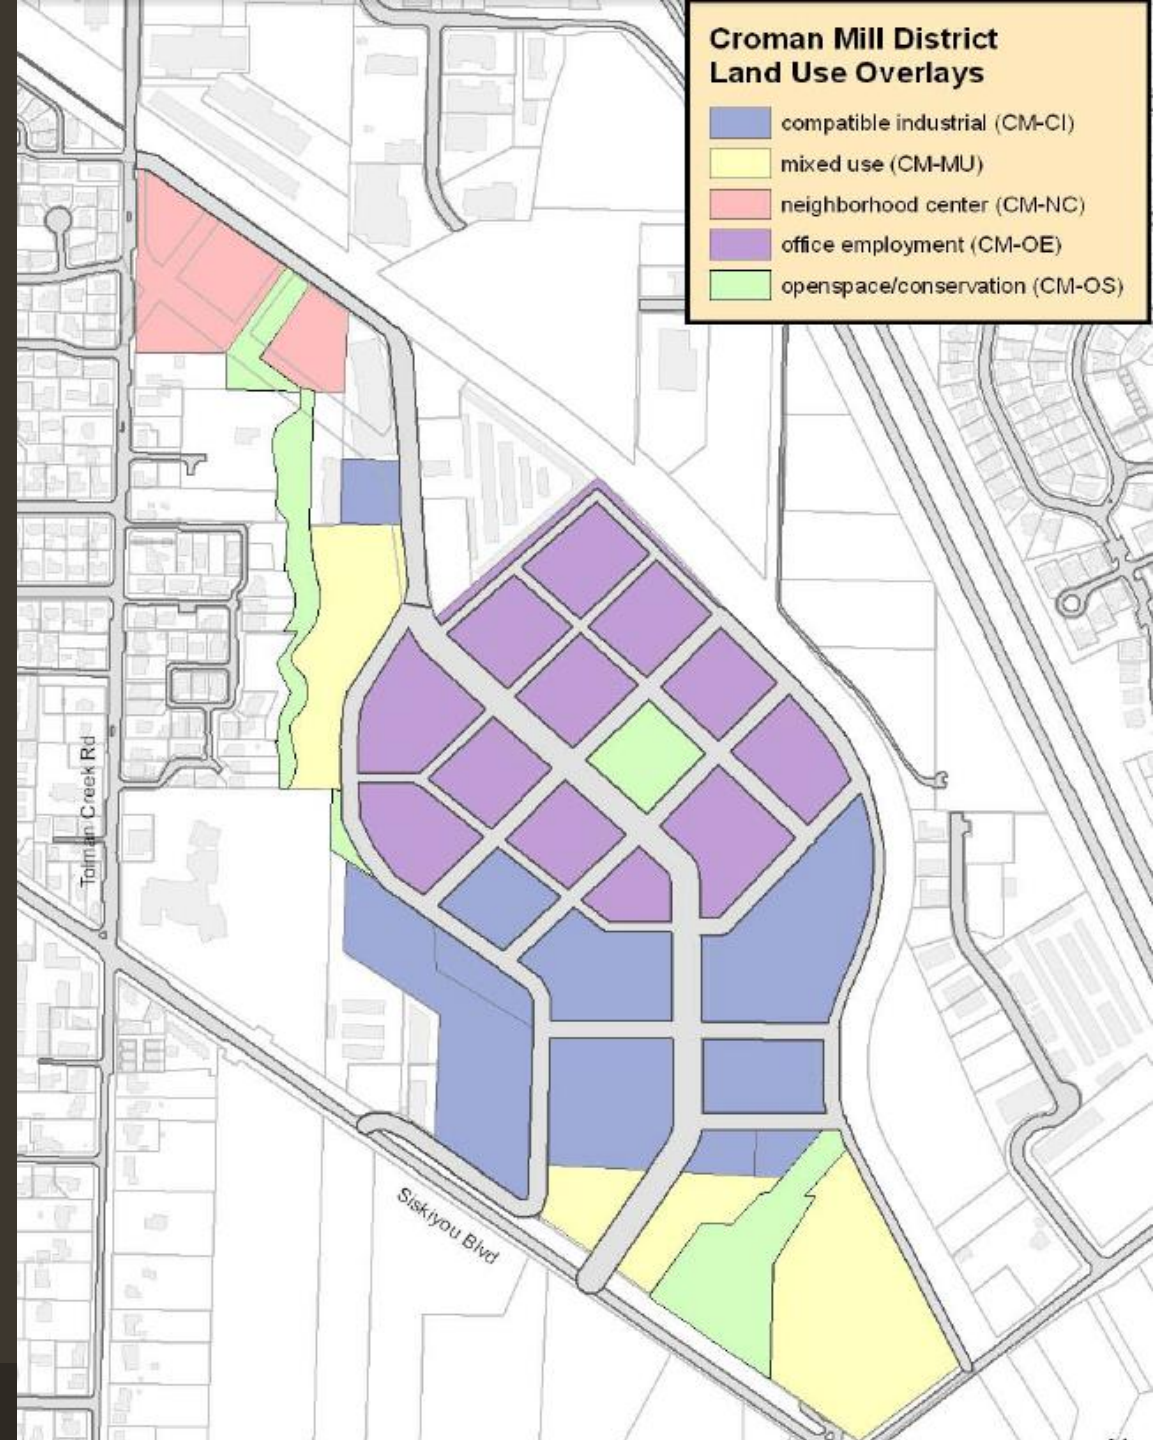 Croman Mill District
Land Use Overlays
compatible industrial (CM-CI)
mixed use (CM-MU)
neighborhood center (CM-NC)
office employment (CM-OE)
openspace/conservation (CM-OS)
Tolman Creek Rd
Siskiyou Blvd